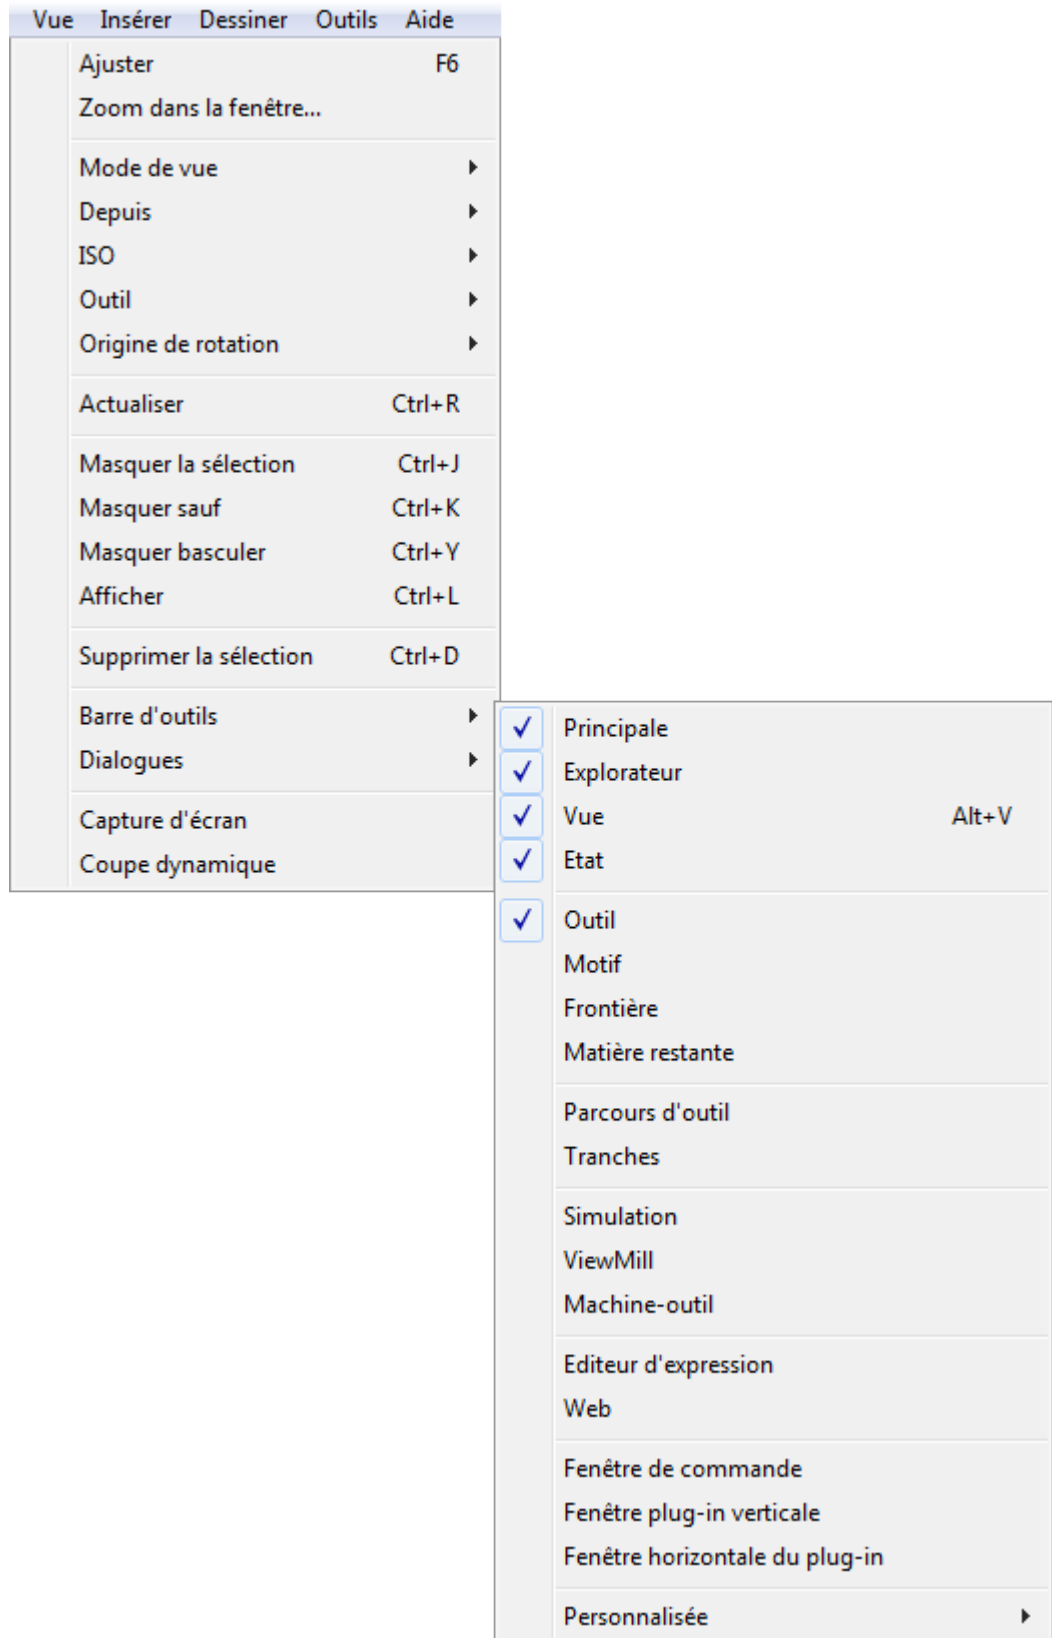 Vue Insérer Dessiner Outils Aide
Ajuster F6
Zoom dans la fenêtre...
Mode de vue
Depuis
ISO
Outil
Origine de rotation
Actualiser Ctrl+R
Masquer la sélection Ctrl+J
Masquer sauf Ctrl+K
Masquer basculer Ctrl+Y
Afficher Ctrl+L
Supprimer la sélection Ctrl+D
Barre d'outils
Dialogues
Capture d'écran
Coupe dynamique
Principale
Explorateur
Vue Alt+V
Etat
Outil
Motif
Frontière
Matière restante
Parcours d'outil
Tranches
Simulation
ViewMill
Machine-outil
Editeur d'expression
Web
Fenêtre de commande
Fenêtre plug-in verticale
Fenêtre horizontale du plug-in
Personnalisée